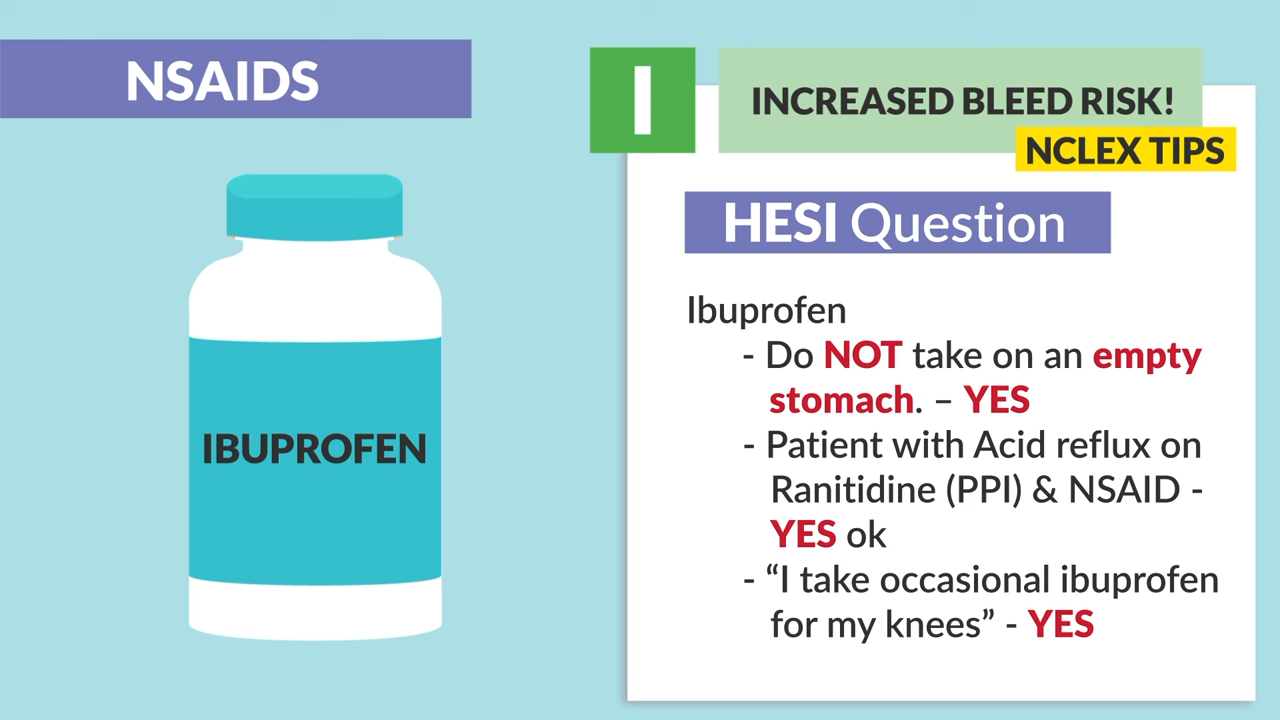 NSAIDS
IBUPROFEN
I
INCREASED BLEED RISK!
NCLEX TIPS
HESI Question
Ibuprofen
- Do NOT take on an empty
stomach. – YES
- Patient with Acid reflux on
Ranitidine (PPI) & NSAID -
YES ok
- “I take occasional ibuprofen
for my knees” - YES